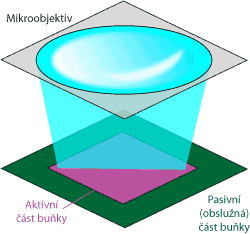 Mikroobjektiv
Aktivní
část buňky
Pasivní
(obslužná)
část buňky